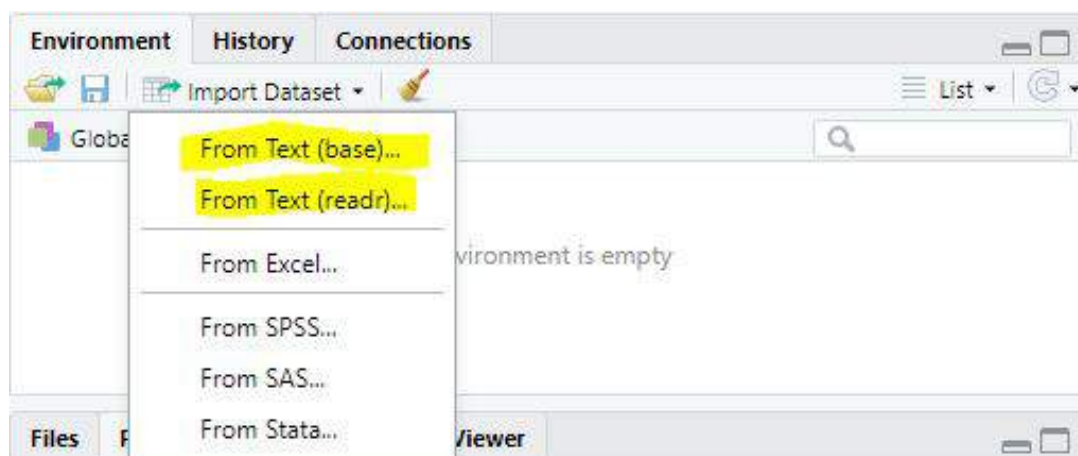 Environment History Connections
Import Dataset List
Globa
From Text (base)...
From Text (readr)...
From Excel...
vironment is empty
From SPSS...
From SAS...
From Stata...
Files Viewer